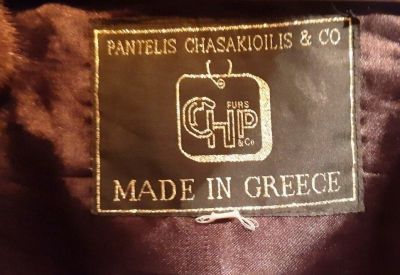 PANTELIS CHASAKIOILIS & CO
FURS
CHP
& Co
MADE IN GREECE